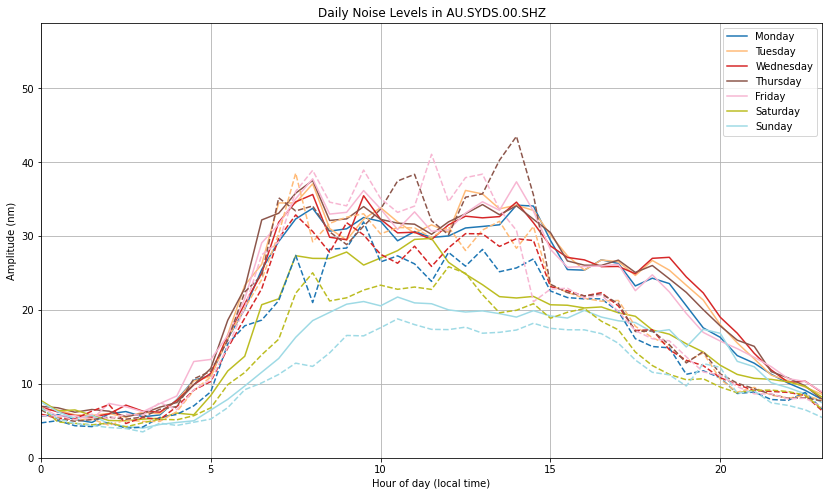 Daily Noise Levels in AU.SYDS.00.SHZ
Amplitude (nm)
50
40
30
20
10
0
Monday
Tuesday
Wednesday
Thursday
Friday
Saturday
Sunday
0 5 10 15 20
Hour of day (local time)